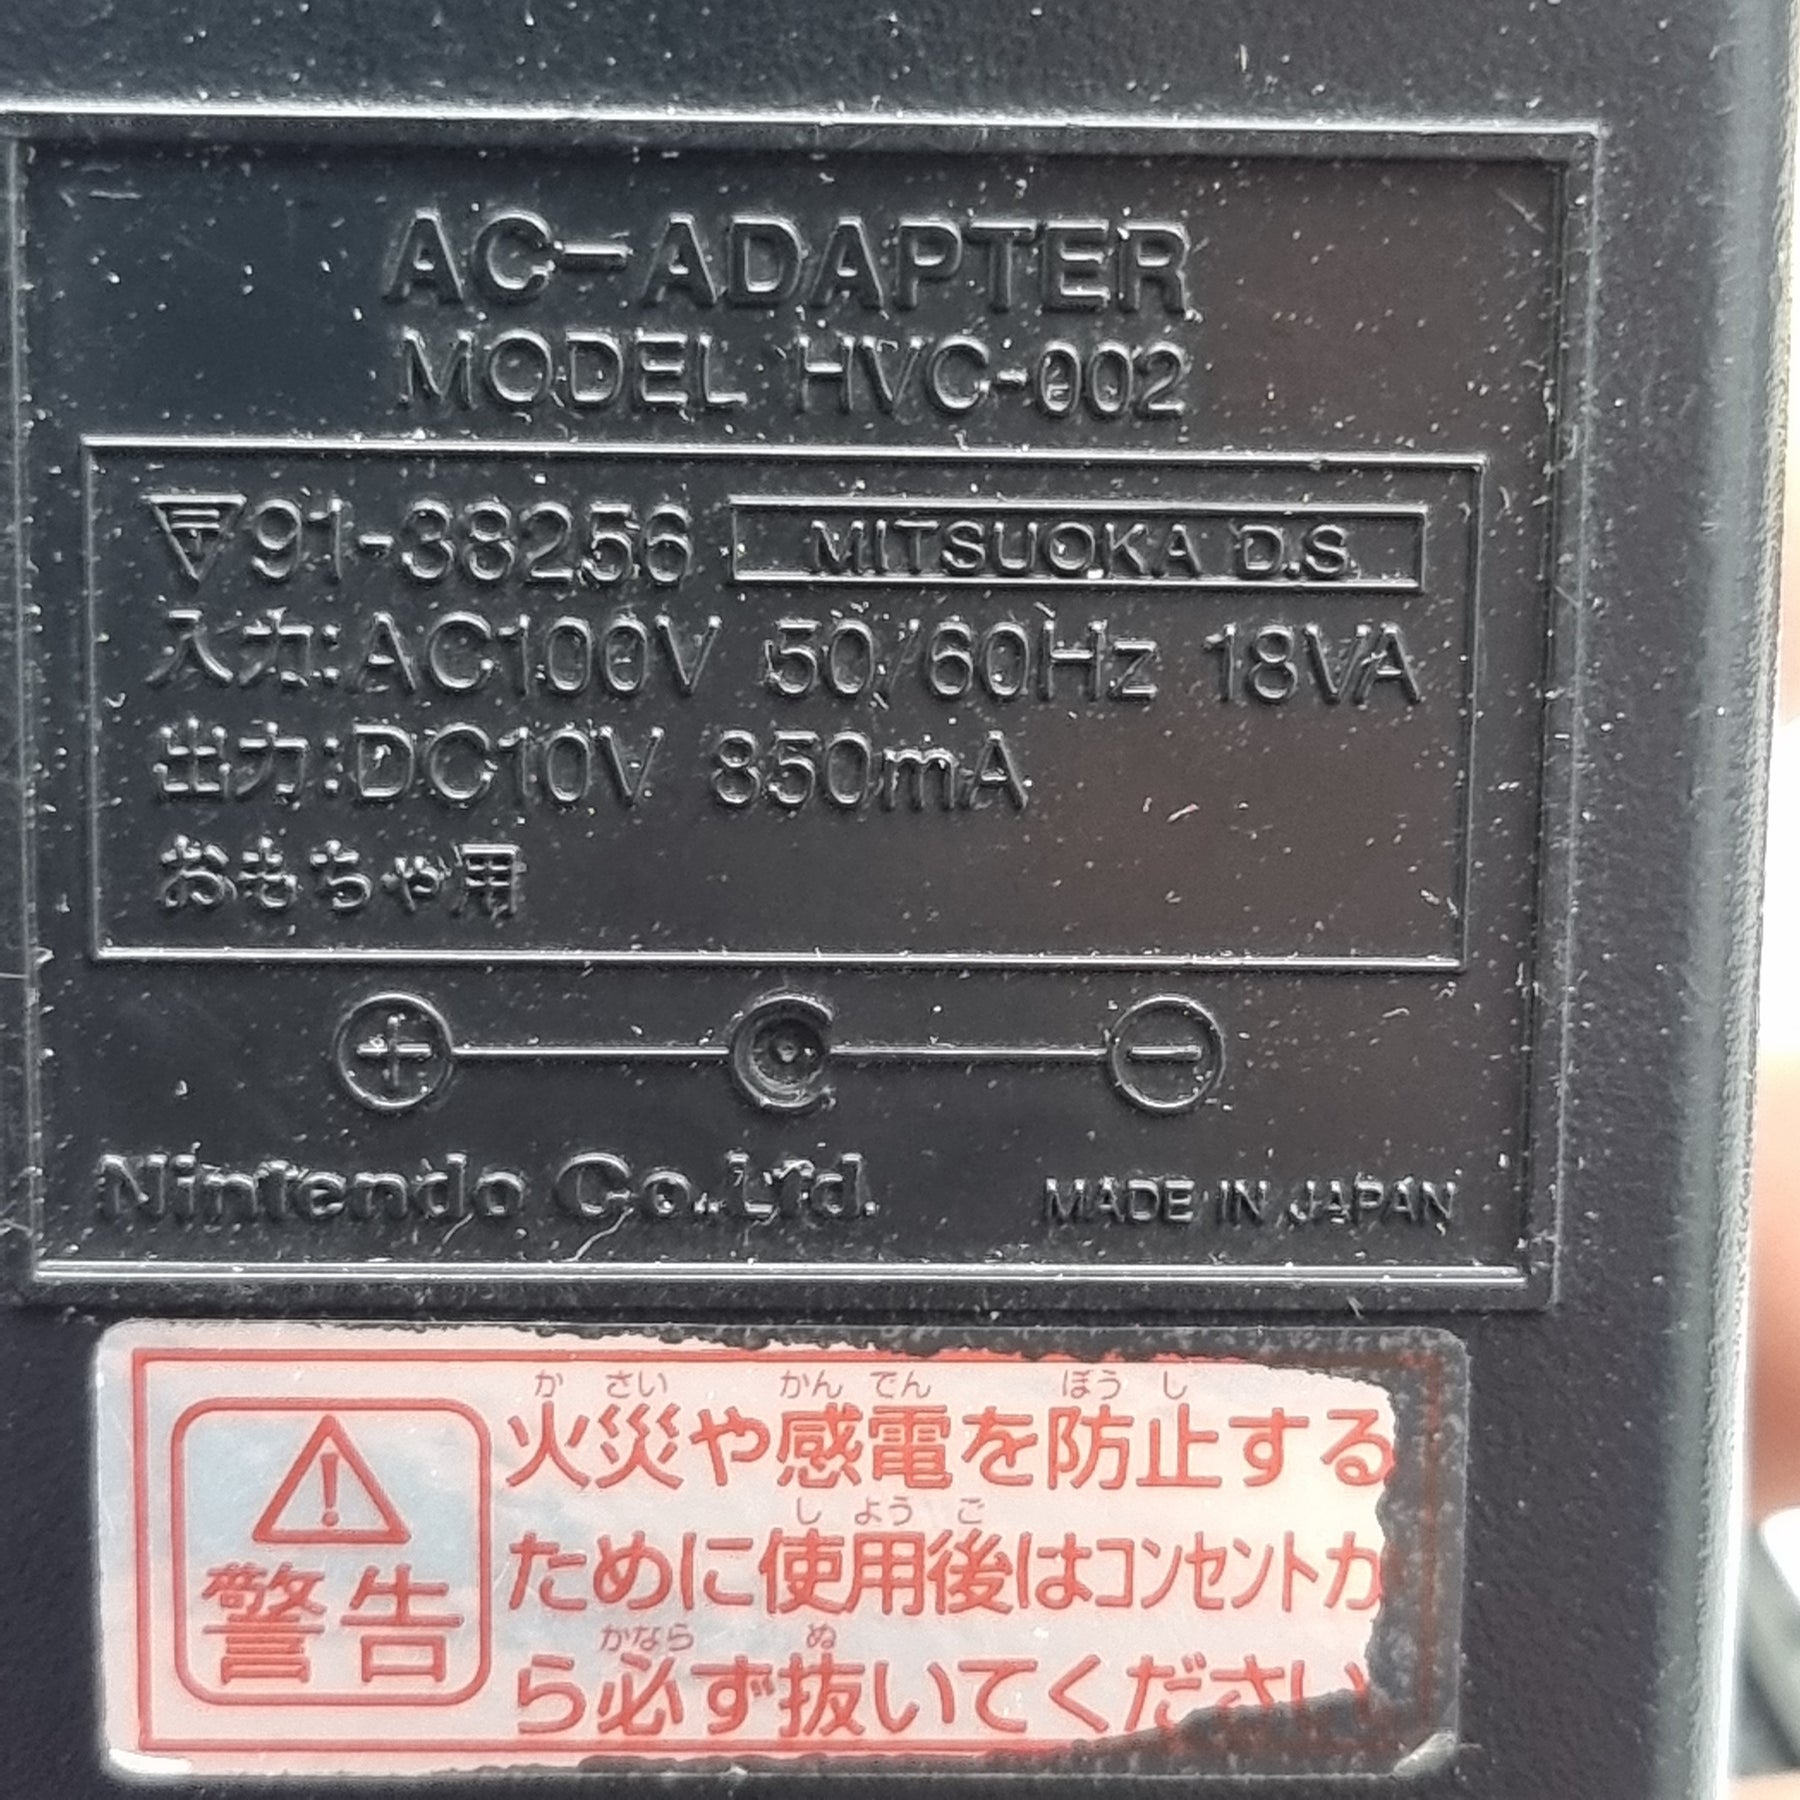 AC-ADAPTER
MODEL HVC-002
91-38256 MITSUOKA D.S.
入力:AC100V 50/60Hz 18VA
出力:DC10V 850mA
おもちゃ用
Nintendo Co.,Ltd. MADE IN JAPAN
か さい かん でん ぼう し
火災や感電を防止する
し よう ご
ために使用後はコンセントか
かなら ぬ
ら必ず抜いてください
警告